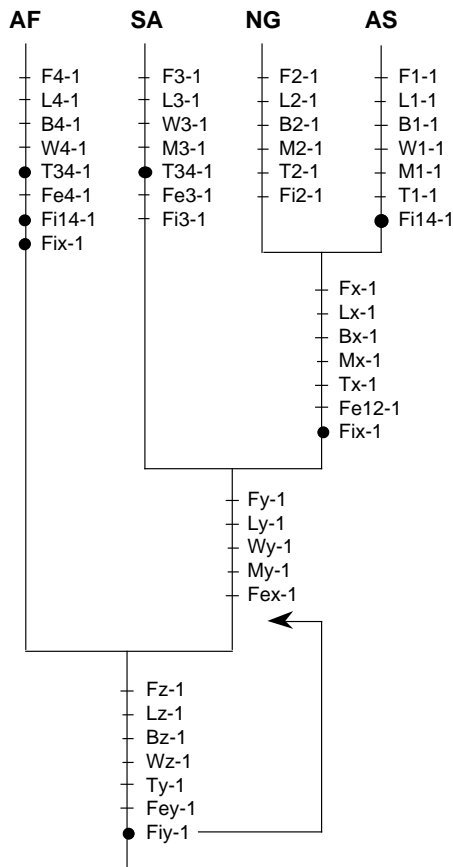 AF SA NG AS
F4-1
L4-1
B4-1
W4-1
T34-1
Fe4-1
Fi14-1
Fix-1
F3-1
L3-1
W3-1
M3-1
T34-1
Fe3-1
Fi3-1
F2-1
L2-1
B2-1
M2-1
T2-1
Fi2-1
F1-1
L1-1
B1-1
W1-1
M1-1
T1-1
Fi14-1
Fx-1
Lx-1
Bx-1
Mx-1
Tx-1
Fe12-1
Fix-1
Fy-1
Ly-1
Wy-1
My-1
Fex-1
Fz-1
Lz-1
Bz-1
Wz-1
Ty-1
Fey-1
Fiy-1